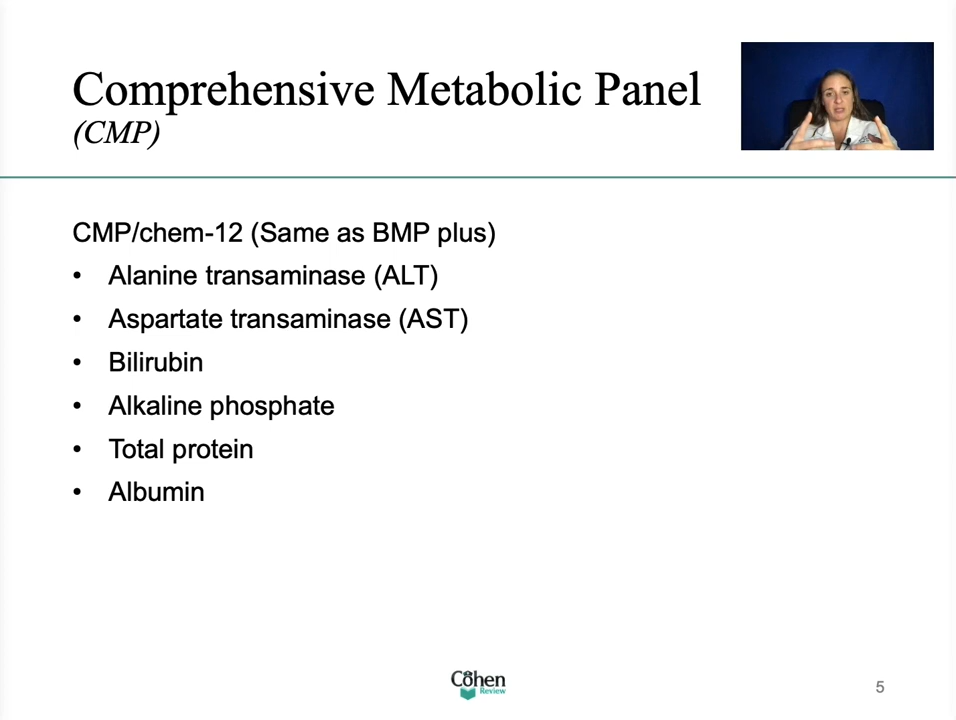 Comprehensive Metabolic Panel
(CMP)
CMP/chem-12 (Same as BMP plus)
• Alanine transaminase (ALT)
• Aspartate transaminase (AST)
• Bilirubin
• Alkaline phosphate
• Total protein
• Albumin
Cohen
Review
5